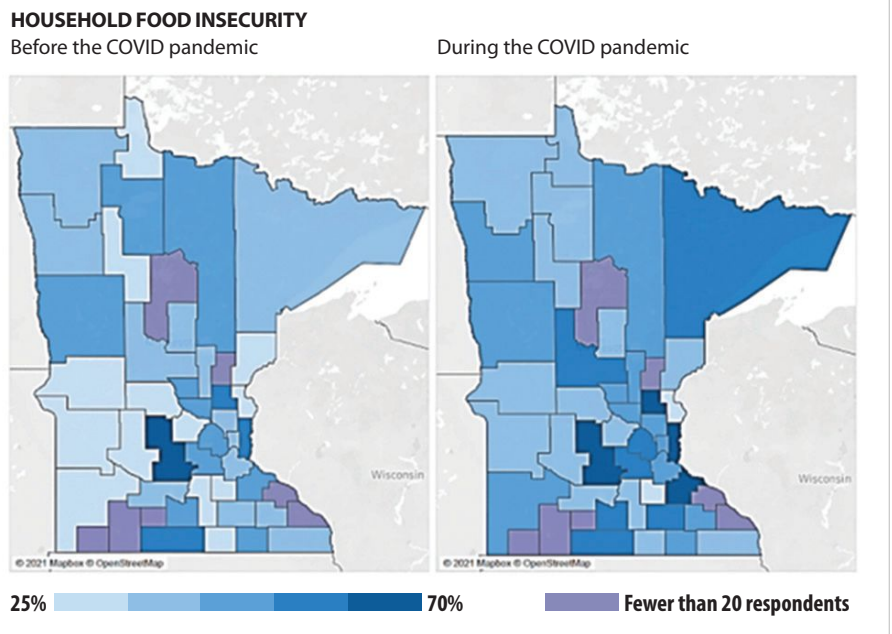 HOUSEHOLD FOOD INSECURITY
Before the COVID pandemic
During the COVID pandemic
Wisconsin
Wisconsin
© 2021 Mapbox © OpenStreetMap
© 2021 Mapbox © OpenStreetMap
25%
70%
Fewer than 20 respondents